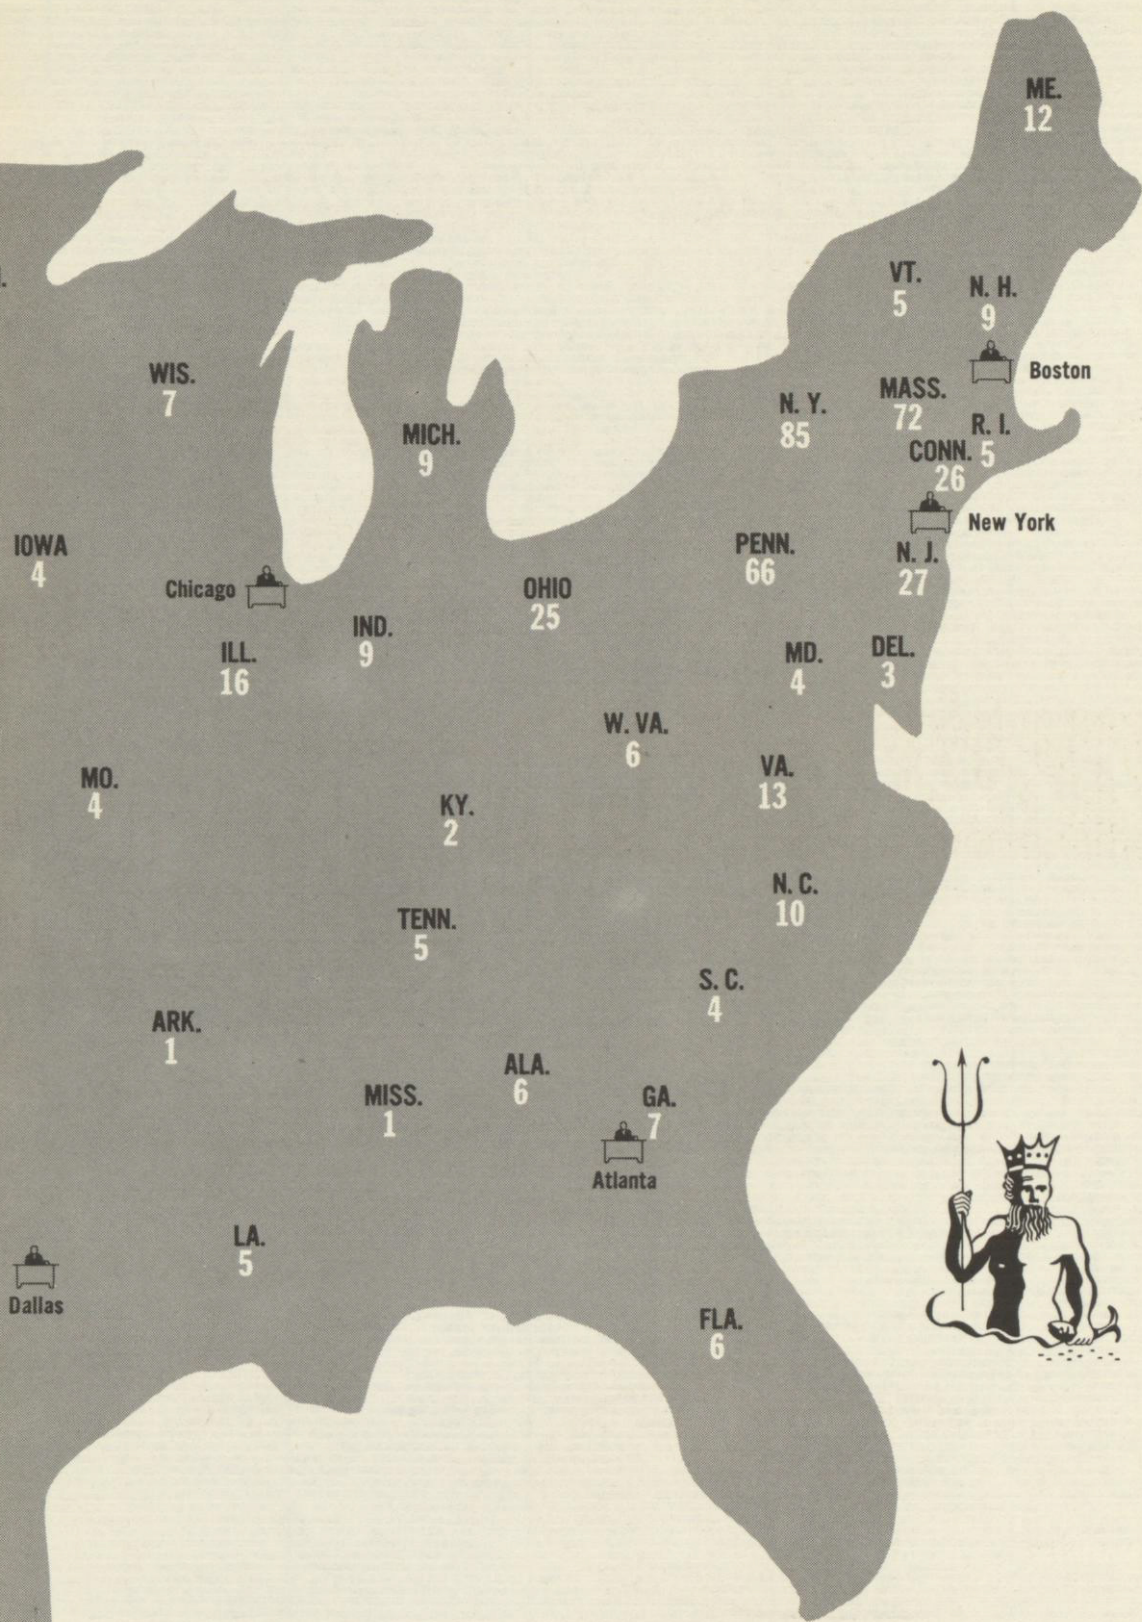 ME.
12
VT.
5
N. H.
9
Boston
WIS.
7
MASS.
72
N. Y.
85
R. I.
5
MICH.
9
CONN.
26
New York
IOWA
4
PENN.
66
N. J.
27
Chicago
OHIO
25
IND.
9
ILL.
16
MD.
4
DEL.
3
W. VA.
6
VA.
13
MO.
4
KY.
2
N. C.
10
TENN.
5
S. C.
4
ARK.
1
ALA.
6
MISS.
1
GA.
7
Atlanta
LA.
5
Dallas
FLA.
6